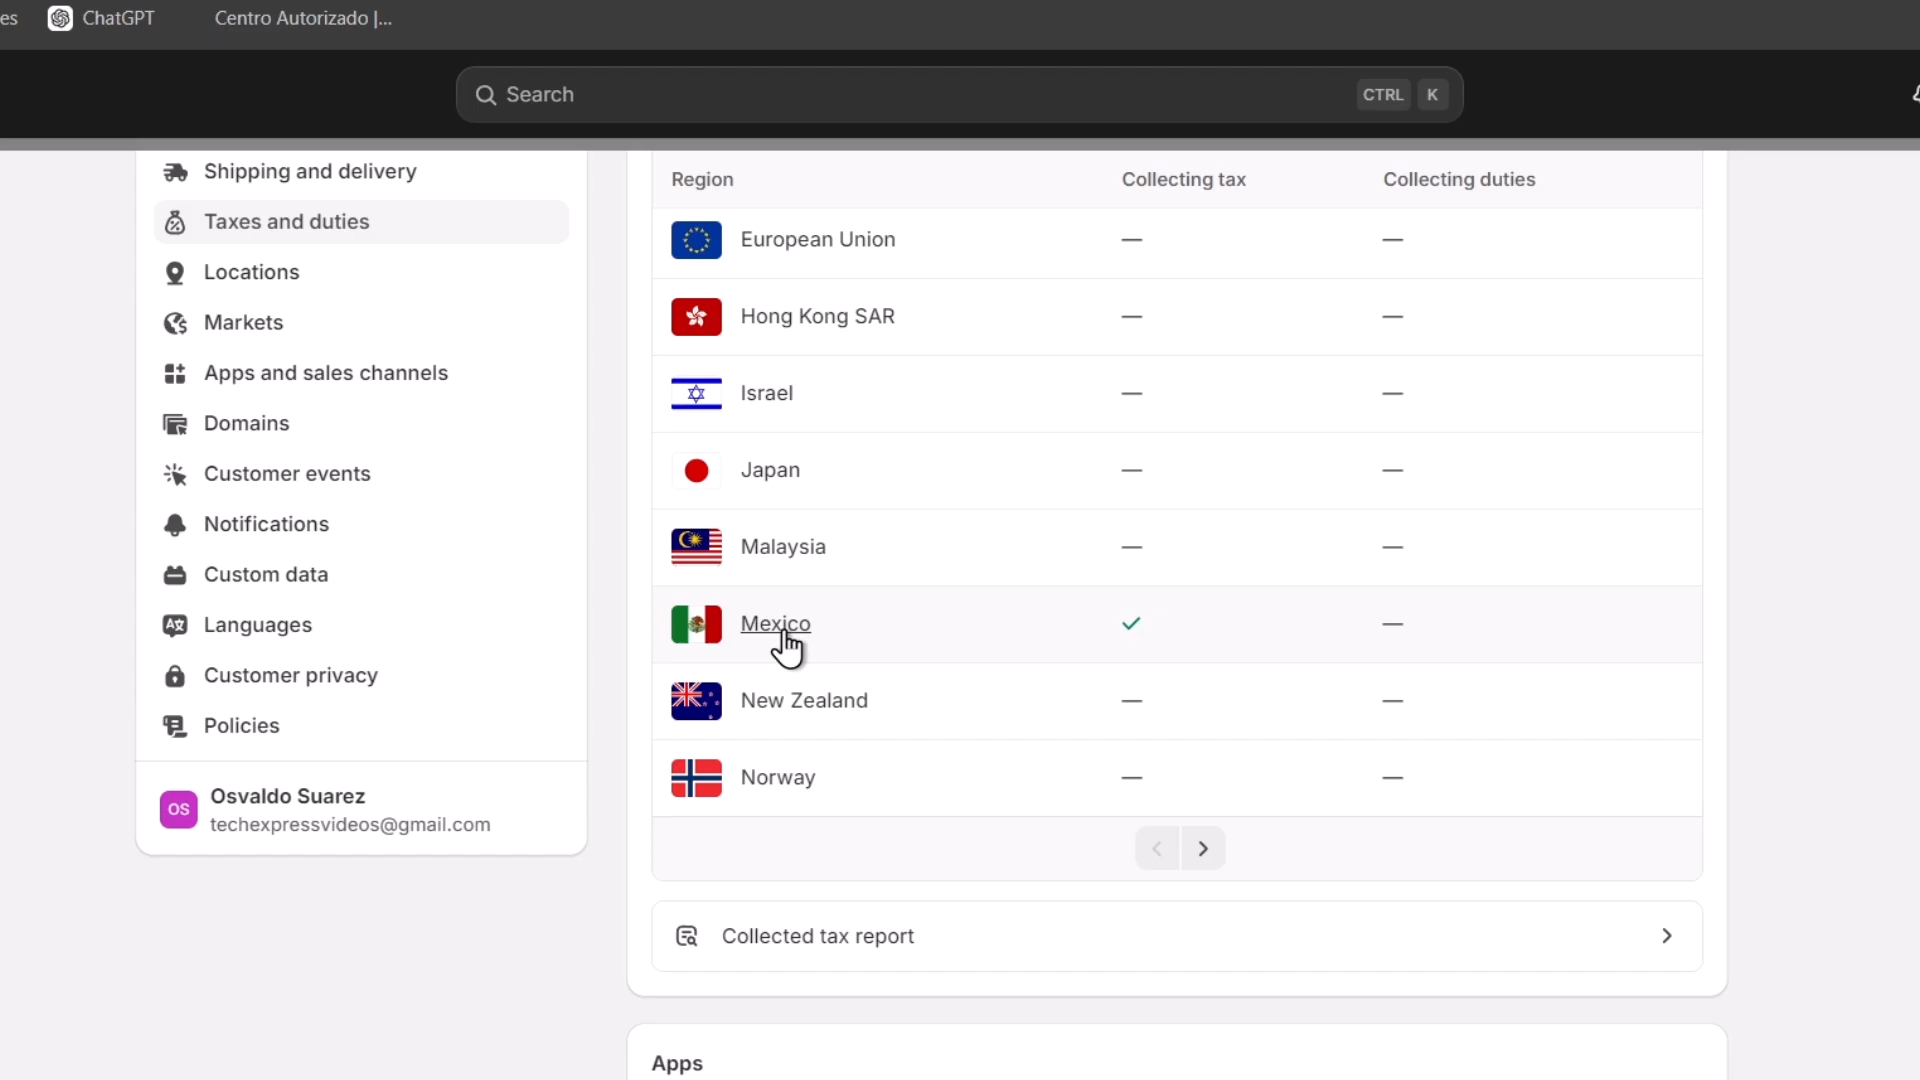 es ChatGPT Centro Autorizado |...
Search CTRL K
Shipping and delivery
Taxes and duties
Locations
Markets
Apps and sales channels
Domains
Customer events
Notifications
Custom data
Languages
Customer privacy
Policies
OS Osvaldo Suarez
techexpressvideos@gmail.com
Region Collecting tax Collecting duties
European Union — —
Hong Kong SAR — —
Israel — —
Japan — —
Malaysia — —
Mexico ✓ —
New Zealand — —
Norway — —
Collected tax report
Apps